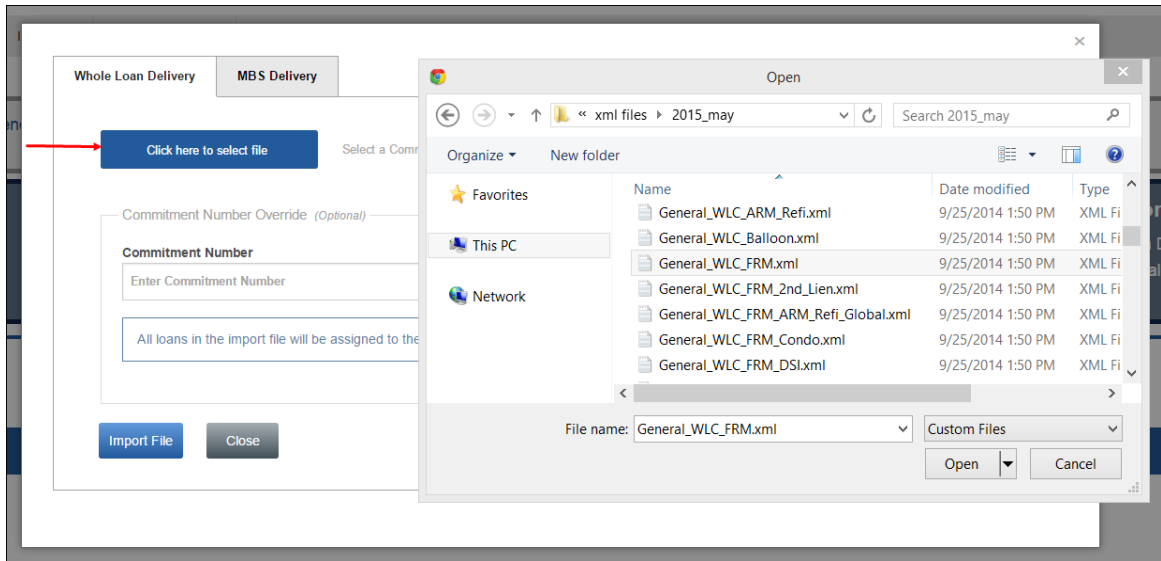 Whole Loan Delivery
MBS Delivery
Click here to select file
Select a Comm
Commitment Number Override (Optional)
Commitment Number
Enter Commitment Number
All loans in the import file will be assigned to the
Import File
Close
Open
« xml files 2015_may
Search 2015_may
Organize
New folder
Favorites
This PC
Network
Name Date modified Type
General_WLC_ARM_Refi.xml 9/25/2014 1:50 PM XML Fi
General_WLC_Balloon.xml 9/25/2014 1:50 PM XML Fi
General_WLC_FRM.xml 9/25/2014 1:50 PM XML Fi
General_WLC_FRM_2nd_Lien.xml 9/25/2014 1:50 PM XML Fi
General_WLC_FRM_ARM_Refi_Global.xml 9/25/2014 1:50 PM XML Fi
General_WLC_FRM_Condo.xml 9/25/2014 1:50 PM XML Fi
General_WLC_FRM_DSI.xml 9/25/2014 1:50 PM XML Fi
File name: General_WLC_FRM.xml
Custom Files
Open
Cancel